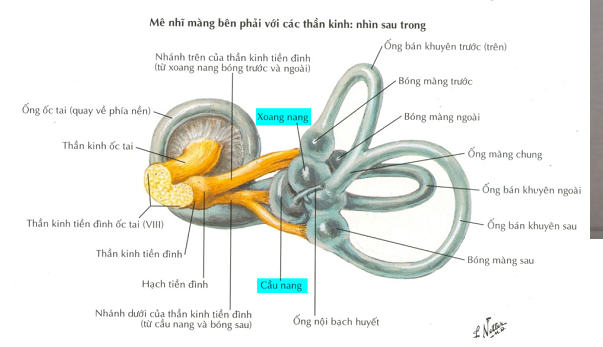 Mê nhĩ màng bên phải với các thần kinh: nhìn sau trong
Ống bán khuyên trước (trên)
Nhánh trên của thần kinh tiền đình
(từ xoang nang bóng trước và ngoài)
Bóng màng trước
Ống ốc tai (quay về phía nền)
Xoang nang
Bóng màng ngoài
Thần kinh ốc tai
Ống màng chung
Ống bán khuyên ngoài
Thần kinh tiền đình ốc tai (VIII)
Ống bán khuyên sau
Thần kinh tiền đình
Bóng màng sau
Hạch tiền đình
Cầu nang
Nhánh dưới của thần kinh tiền đình
(từ cầu nang và bóng sau)
Ống nội bạch huyết